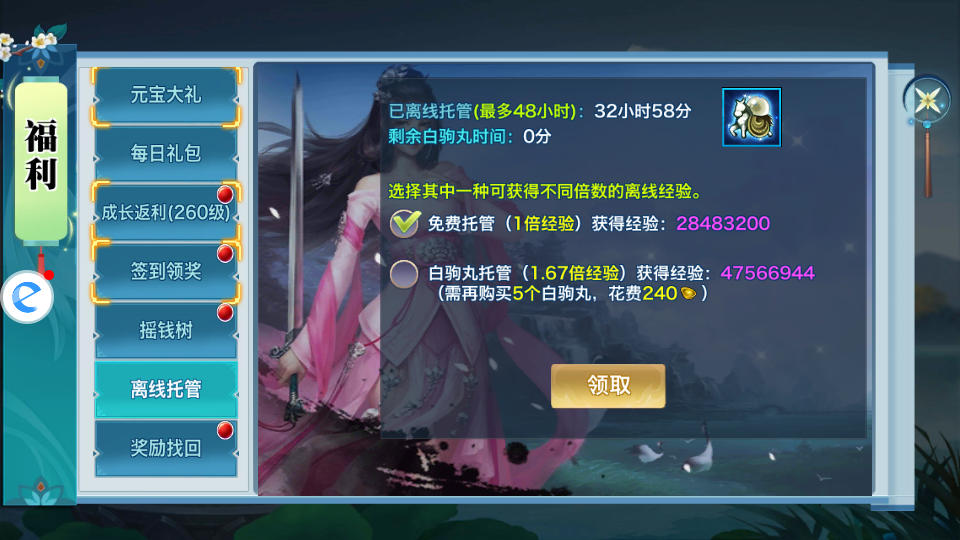 福利
元宝大礼
每日礼包
成长返利(260级)
签到领奖
摇钱树
离线托管
奖励找回
已离线托管(最多48小时)：32小时58分
剩余白驹丸时间：0分
选择其中一种可获得不同倍数的离线经验。
免费托管（1倍经验）获得经验：28483200
白驹丸托管（1.67倍经验）获得经验：47566944
（需再购买5个白驹丸，花费240）
领取